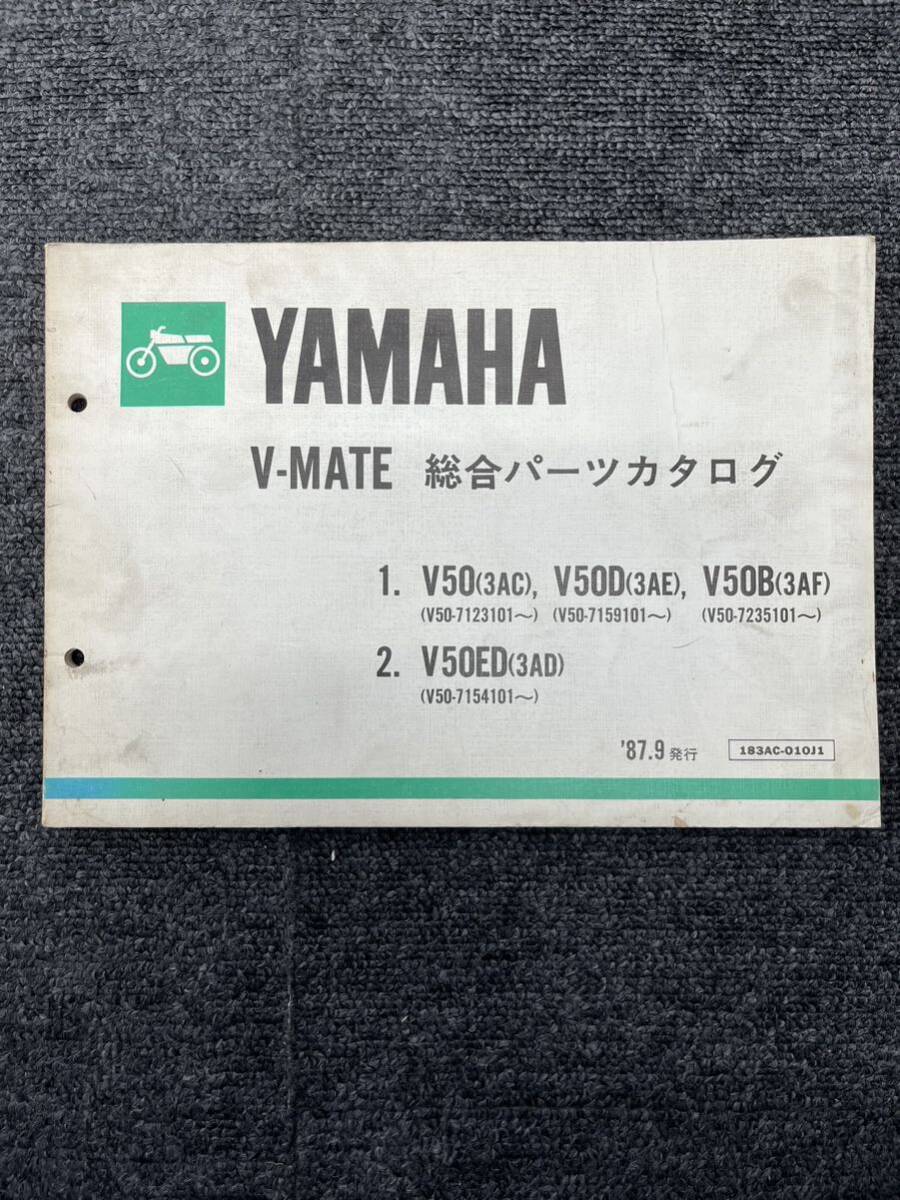 YAMAHA
V-MATE 総合パーツカタログ
1. V50(3AC), V50D(3AE), V50B(3AF)
(V50-7123101～) (V50-7159101～) (V50-7235101～)
2. V50ED(3AD)
(V50-7154101～)
'87.9 発行 183AC-010J1